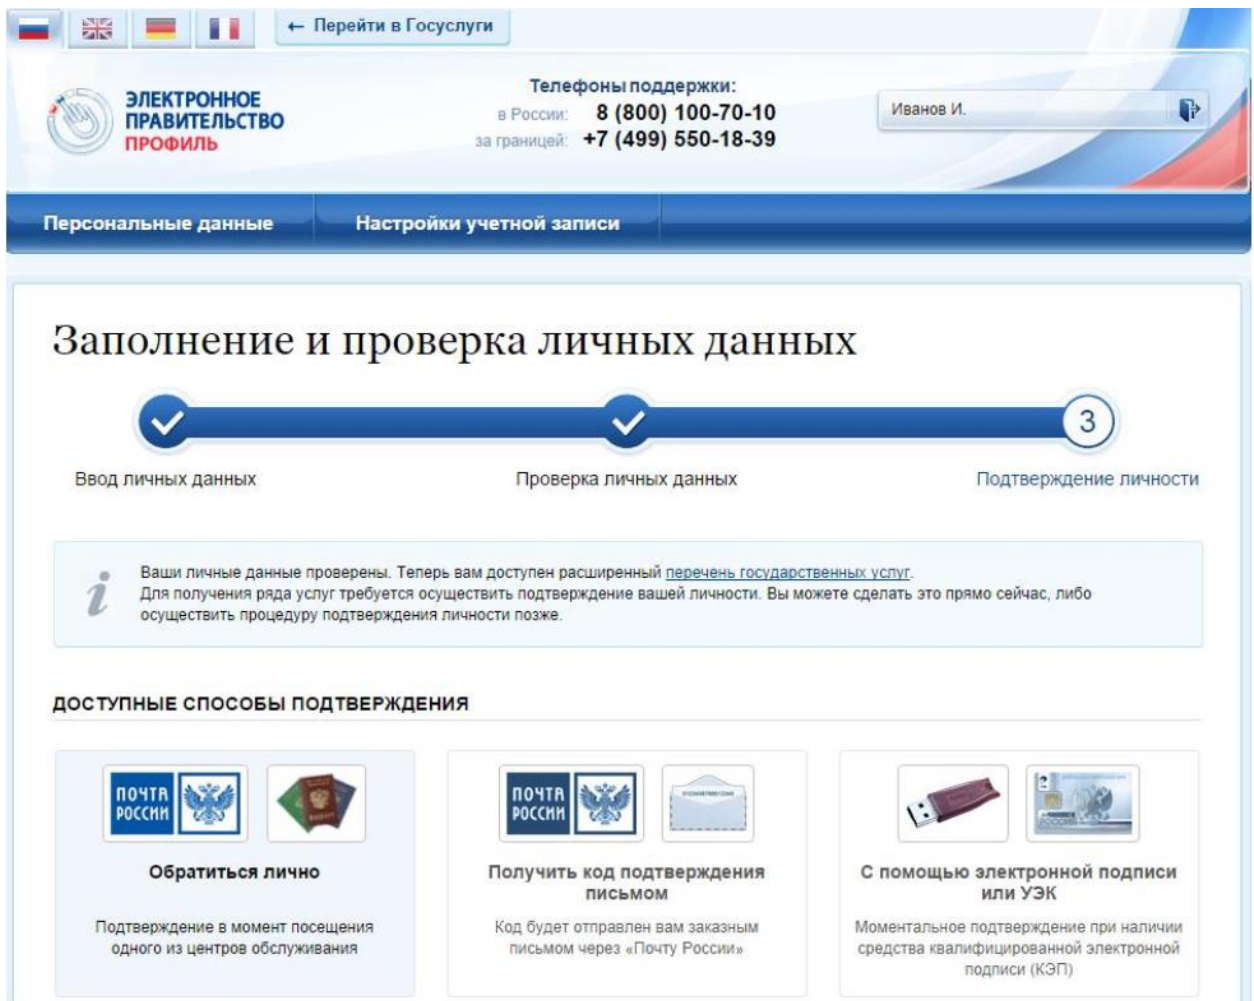 ← Перейти в Госуслуги
ЭЛЕКТРОННОЕ
ПРАВИТЕЛЬСТВО
ПРОФИЛЬ
Телефоны поддержки:
в России: 8 (800) 100-70-10
за границей: +7 (499) 550-18-39
Иванов И.
Персональные данные
Настройки учетной записи
Заполнение и проверка личных данных
3
Ввод личных данных
Проверка личных данных
Подтверждение личности
Ваши личные данные проверены. Теперь вам доступен расширенный перечень государственных услуг.
Для получения ряда услуг требуется осуществить подтверждение вашей личности. Вы можете сделать это прямо сейчас, либо
осуществить процедуру подтверждения личности позже.
ДОСТУПНЫЕ СПОСОБЫ ПОДТВЕРЖДЕНИЯ
ПОЧТА
РОССИИ
Обратиться лично
Подтверждение в момент посещения
одного из центров обслуживания
ПОЧТА
РОССИИ
Получить код подтверждения
письмом
Код будет отправлен вам заказным
письмом через «Почту России»
С помощью электронной подписи
или УЭК
Моментальное подтверждение при наличии
средства квалифицированной электронной
подписи (КЭП)